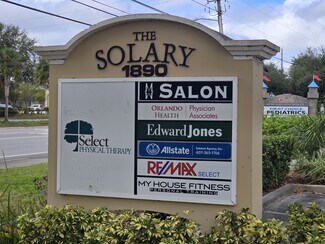 THE
SOLARY
1890
Select
PHYSICAL THERAPY
SALON
ORLANDO HEALTH
Physician Associates
Edward Jones
Allstate
RE/MAX
SELECT
MY HOUSE FITNESS
PERSONAL TRAINING
PEDIATRICS